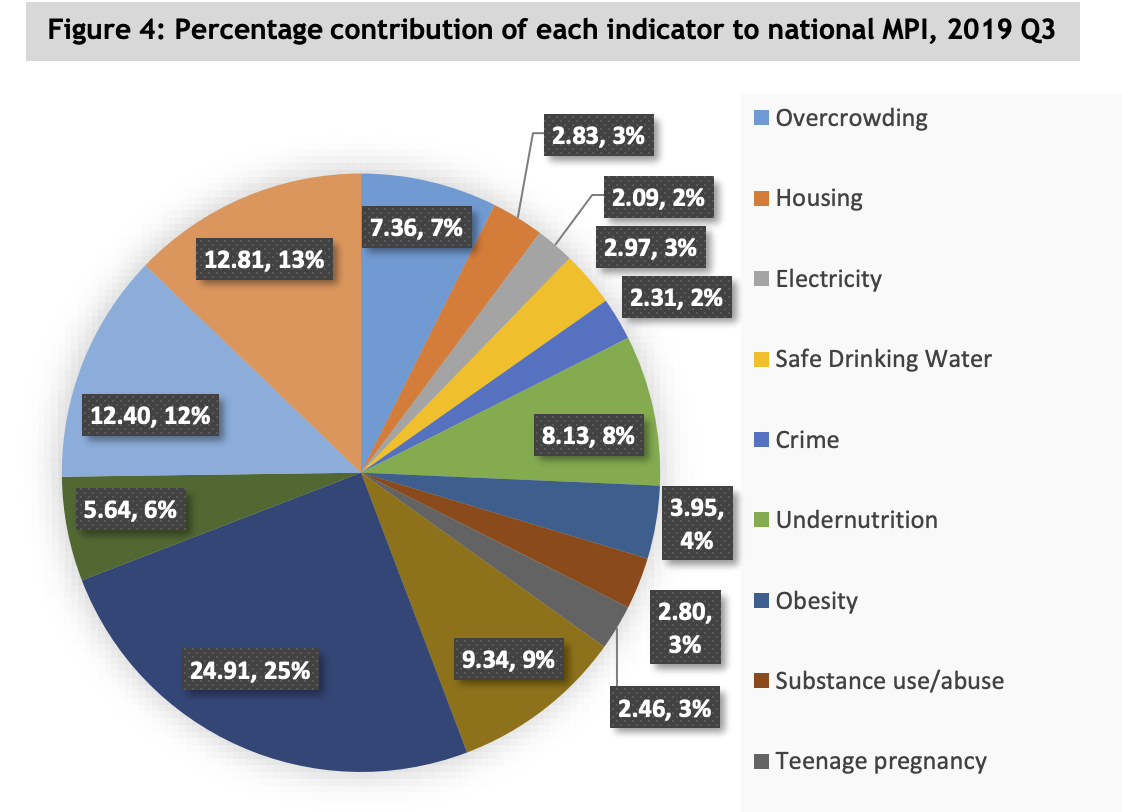 Figure 4: Percentage contribution of each indicator to national MPI, 2019 Q3
2.83, 3%
7.36, 7%
2.09, 2%
2.97, 3%
2.31, 2%
12.81, 13%
12.40, 12%
8.13, 8%
5.64, 6%
3.95,
4%
2.80,
3%
24.91, 25%
9.34, 9%
2.46, 3%
Overcrowding
Housing
Electricity
Safe Drinking Water
Crime
Undernutrition
Obesity
Substance use/abuse
Teenage pregnancy